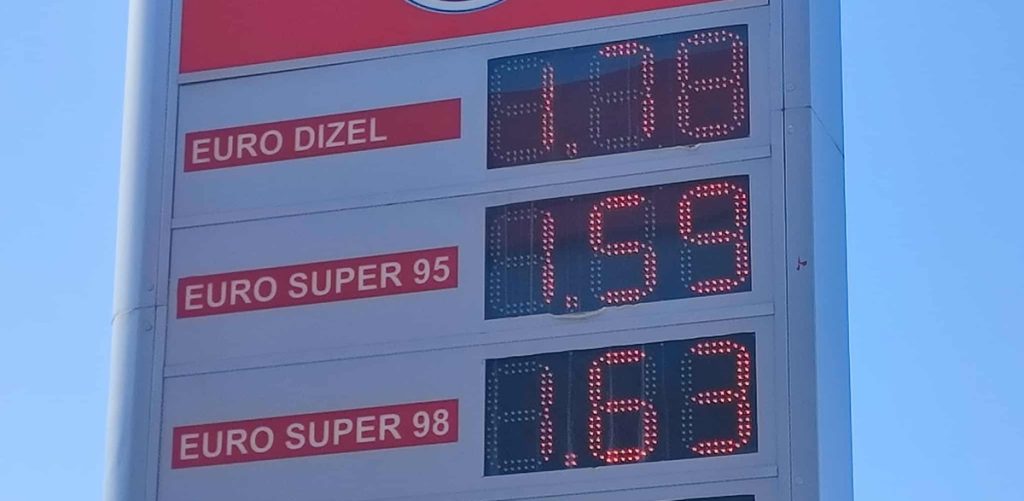 EURO DIZEL 1.78
EURO SUPER 95 1.59
EURO SUPER 98 1.63